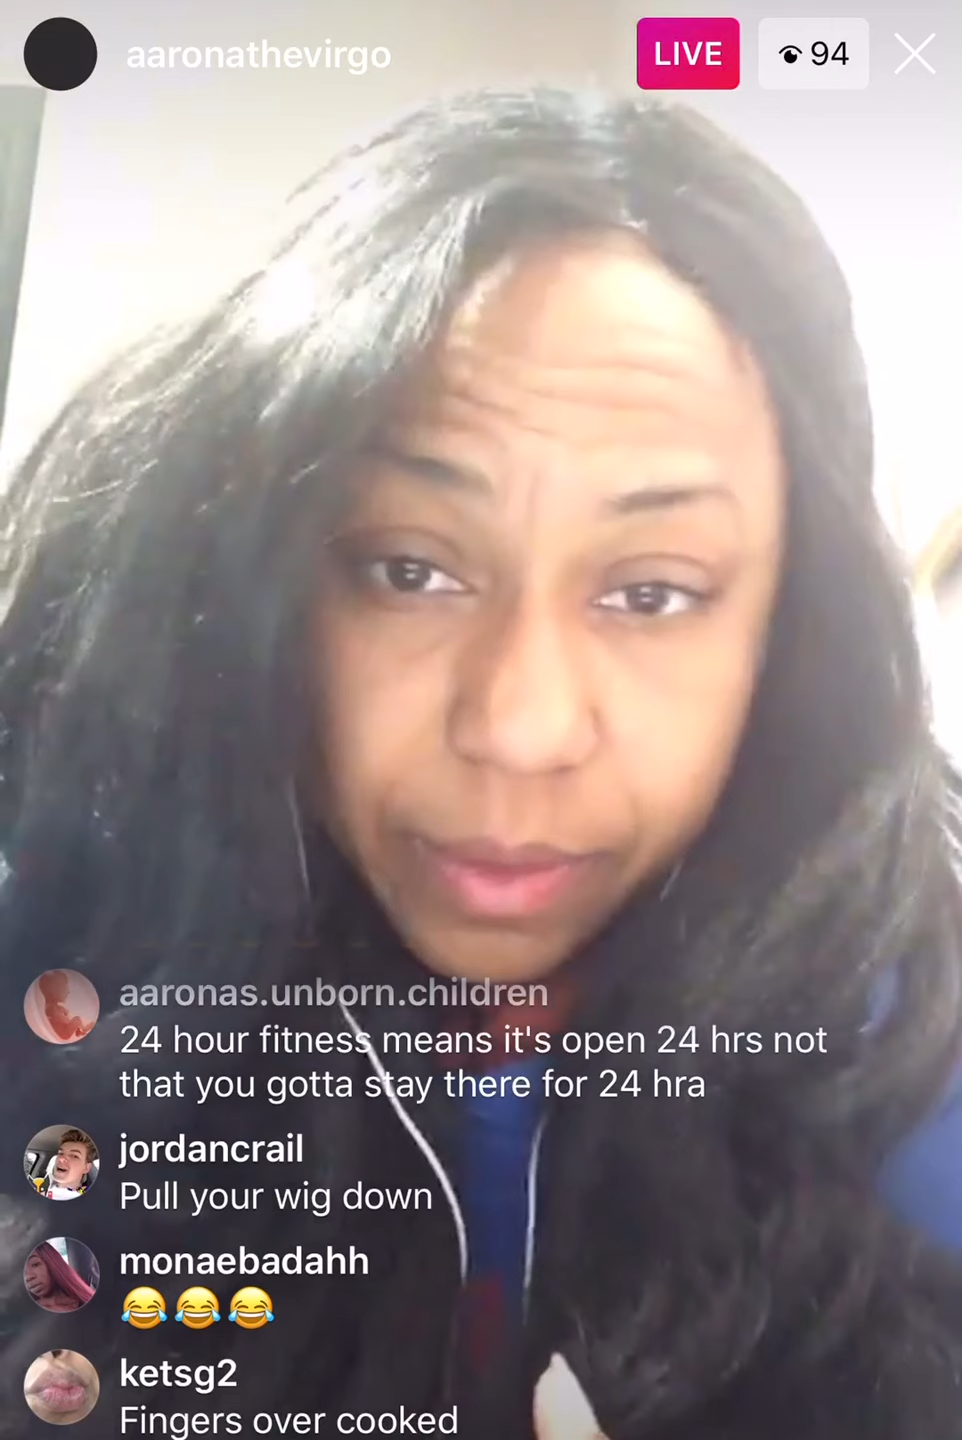 aaronathevirgo
LIVE
94
aaronas.unborn.children
24 hour fitness means it's open 24 hrs not
that you gotta stay there for 24 hra
jordancrail
Pull your wig down
monaebadahh
😂😂😂
ketsg2
Fingers over cooked